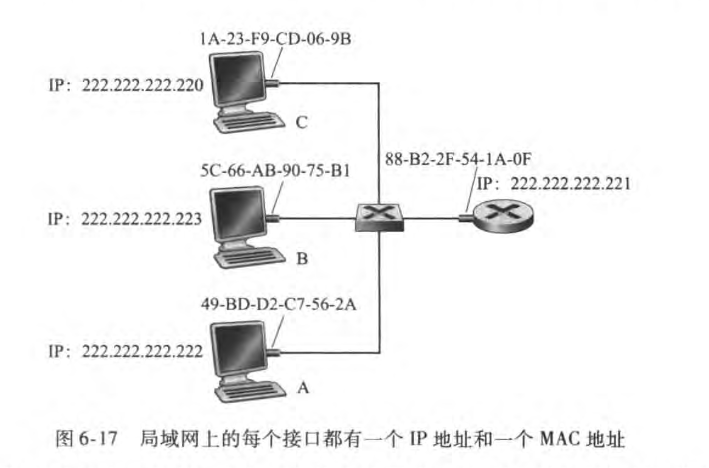 1A-23-F9-CD-06-9B
IP：222.222.222.220
C
5C-66-AB-90-75-B1
88-B2-2F-54-1A-0F
IP：222.222.222.221
IP：222.222.222.223
B
49-BD-D2-C7-56-2A
IP：222.222.222.222
A
图 6-17 局域网上的每个接口都有一个 IP 地址和一个 MAC 地址